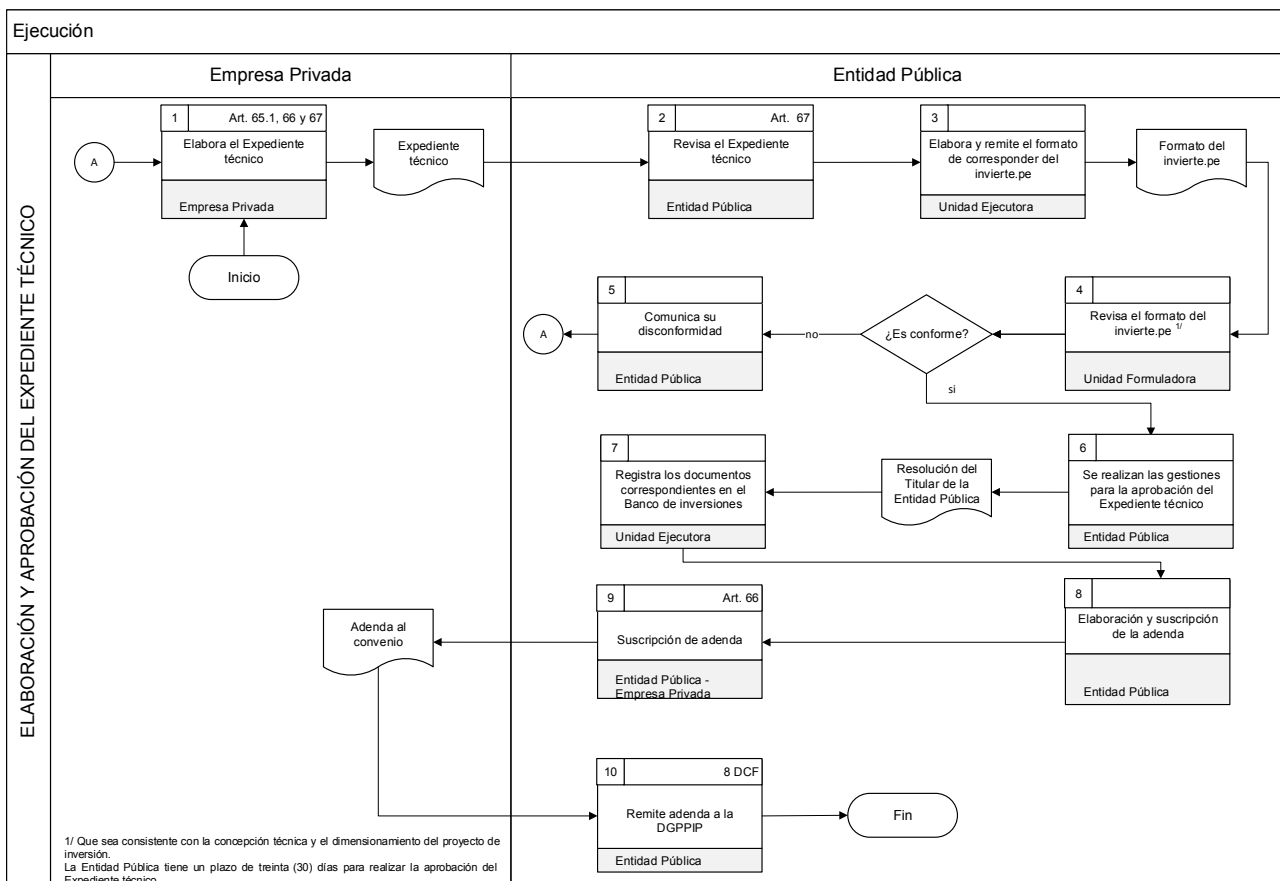 Ejecución
ELABORACIÓN Y APROBACIÓN DEL EXPEDIENTE TÉCNICO
Empresa Privada
Entidad Pública
A
1
Art. 65.1, 66 y 67
Elabora el Expediente
técnico
Empresa Privada
Inicio
Expediente
técnico
2
Art. 67
Revisa el Expediente
técnico
Entidad Pública
3
Elabora y remite el formato
de corresponder del
invierte.pe
Unidad Ejecutora
Formato del
invierte.pe
4
Revisa el formato del
invierte.pe 1/
Unidad Formuladora
¿Es conforme?
no
si
5
Comunica su
disconformidad
Entidad Pública
A
6
Se realizan las gestiones
para la aprobación del
Expediente técnico
Entidad Pública
Resolución del
Titular de la
Entidad Pública
7
Registra los documentos
correspondientes en el
Banco de inversiones
Unidad Ejecutora
8
Elaboración y suscripción
de la adenda
Entidad Pública
9
Art. 66
Suscripción de adenda
Entidad Pública -
Empresa Privada
Adenda al
convenio
10
8 DCF
Remite adenda a la
DGPPIP
Entidad Pública
Fin
1/ Que sea consistente con la concepción técnica y el dimensionamiento del proyecto de
inversión.
La Entidad Pública tiene un plazo de treinta (30) días para realizar la aprobación del
Expediente técnico